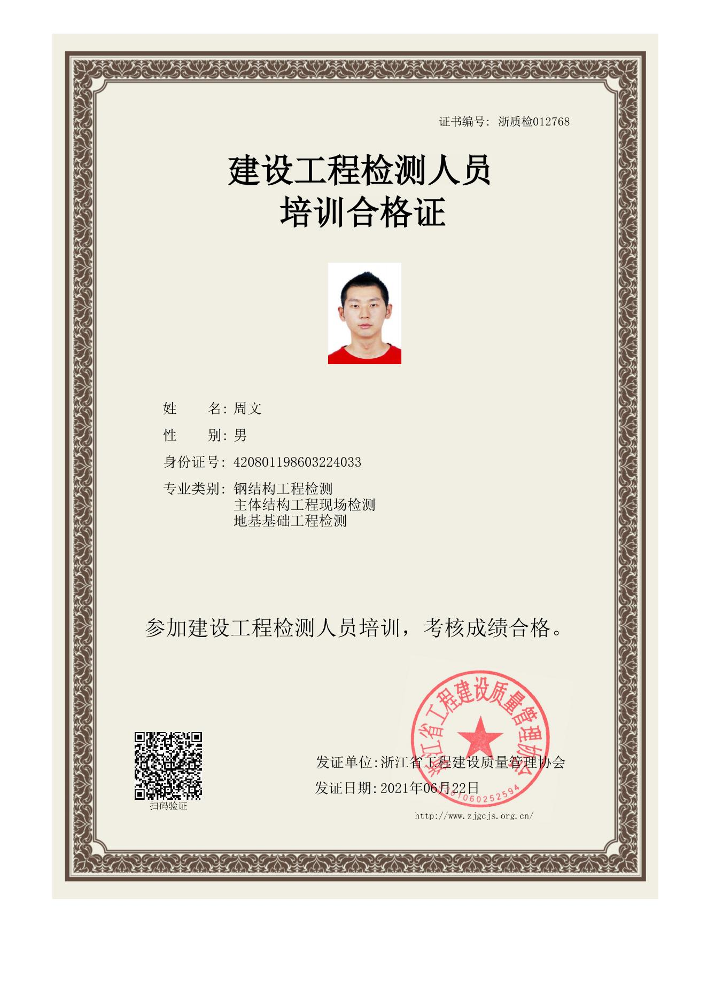 证书编号: 浙质检012768
建设工程检测人员
培训合格证
姓 名: 周文
性 别: 男
身份证号: 420801198603224033
专业类别: 钢结构工程检测
主体结构工程现场检测
地基基础工程检测
参加建设工程检测人员培训，考核成绩合格。
浙江省工程建设质量管理协会
发证单位:浙江省工程建设质量管理协会
发证日期:2021年06月22日
3301060252594
扫码验证
http://www.zjgcjs.org.cn/